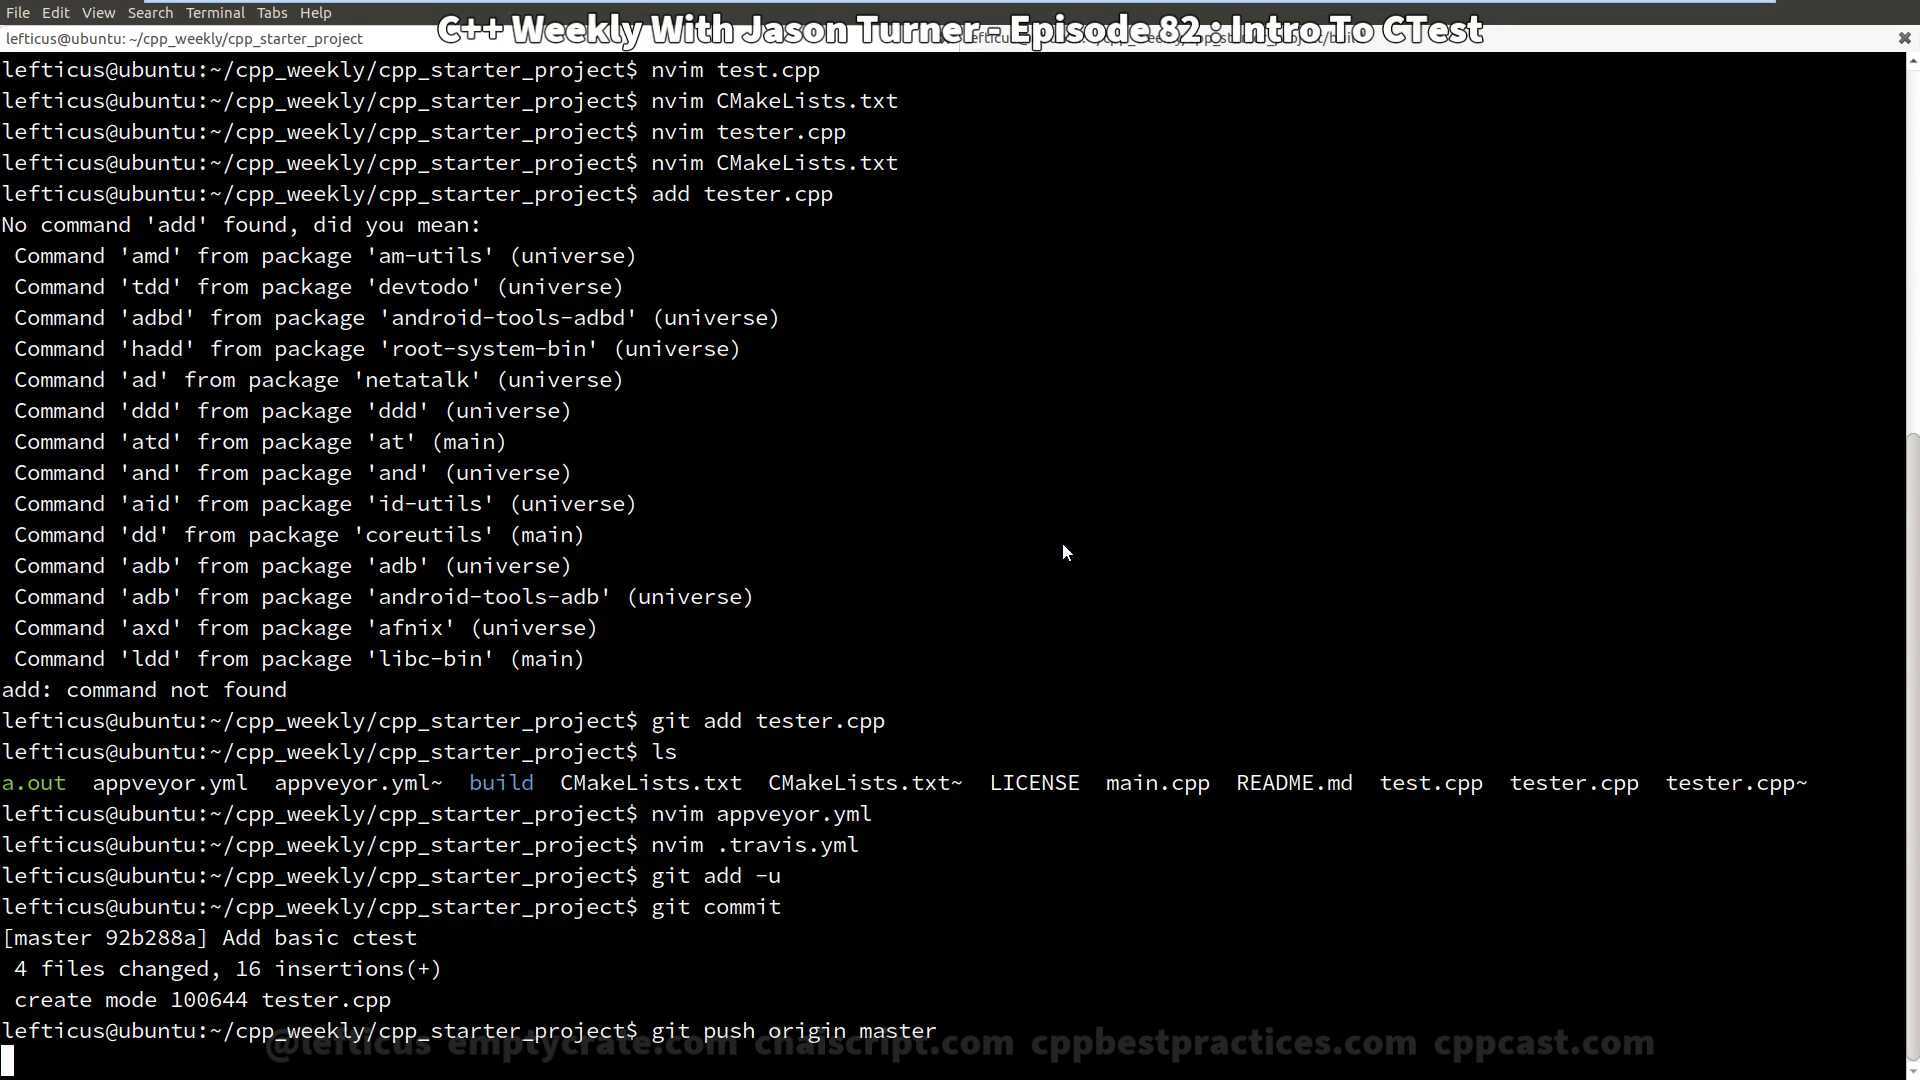 File Edit View Search Terminal Tabs Help
C++ Weekly With Jason Turner - Episode 82 : Intro To CTest
lefticus@ubuntu: ~/cpp_weekly/cpp_starter_project
lefticus@ubuntu:~/cpp_weekly/cpp_starter_project$ nvim test.cpp
lefticus@ubuntu:~/cpp_weekly/cpp_starter_project$ nvim CMakeLists.txt
lefticus@ubuntu:~/cpp_weekly/cpp_starter_project$ nvim tester.cpp
lefticus@ubuntu:~/cpp_weekly/cpp_starter_project$ nvim CMakeLists.txt
lefticus@ubuntu:~/cpp_weekly/cpp_starter_project$ add tester.cpp
No command 'add' found, did you mean:
 Command 'amd' from package 'am-utils' (universe)
 Command 'tdd' from package 'devtodo' (universe)
 Command 'adbd' from package 'android-tools-adbd' (universe)
 Command 'hadd' from package 'root-system-bin' (universe)
 Command 'ad' from package 'netatalk' (universe)
 Command 'ddd' from package 'ddd' (universe)
 Command 'atd' from package 'at' (main)
 Command 'and' from package 'and' (universe)
 Command 'aid' from package 'id-utils' (universe)
 Command 'dd' from package 'coreutils' (main)
 Command 'adb' from package 'adb' (universe)
 Command 'adb' from package 'android-tools-adb' (universe)
 Command 'axd' from package 'afnix' (universe)
 Command 'ldd' from package 'libc-bin' (main)
add: command not found
lefticus@ubuntu:~/cpp_weekly/cpp_starter_project$ git add tester.cpp
lefticus@ubuntu:~/cpp_weekly/cpp_starter_project$ ls
a.out appveyor.yml appveyor.yml~ build CMakeLists.txt CMakeLists.txt~ LICENSE main.cpp README.md test.cpp tester.cpp tester.cpp~
lefticus@ubuntu:~/cpp_weekly/cpp_starter_project$ nvim appveyor.yml
lefticus@ubuntu:~/cpp_weekly/cpp_starter_project$ nvim .travis.yml
lefticus@ubuntu:~/cpp_weekly/cpp_starter_project$ git add -u
lefticus@ubuntu:~/cpp_weekly/cpp_starter_project$ git commit
[master 92b288a] Add basic ctest
 4 files changed, 16 insertions(+)
 create mode 100644 tester.cpp
lefticus@ubuntu:~/cpp_weekly/cpp_starter_project$ git push origin master
@lefticus emptycrate.com chaiscript.com cppbestpractices.com cppcast.com